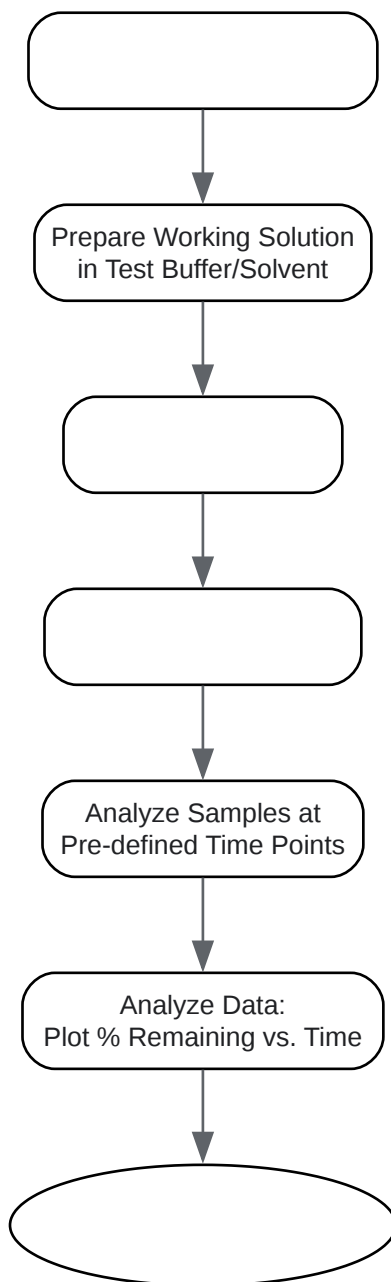 Prepare Working Solution
in Test Buffer/Solvent
Analyze Samples at
Pre-defined Time Points
Analyze Data:
Plot % Remaining vs. Time